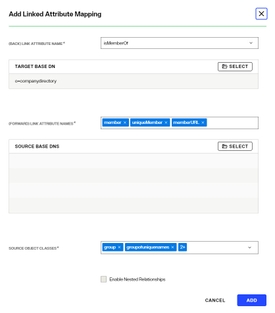 Add Linked Attribute Mapping
(BACK) LINK ATTRIBUTE NAME*
isMemberOf
TARGET BASE DN
SELECT
o=companydirectory
(FORWARD) LINK ATTRIBUTE NAMES*
member × uniqueMember × memberURL ×
SOURCE BASE DNS
SELECT
SOURCE OBJECT CLASSES*
group × groupofuniquenames × 2+
Enable Nested Relationships
CANCEL
ADD